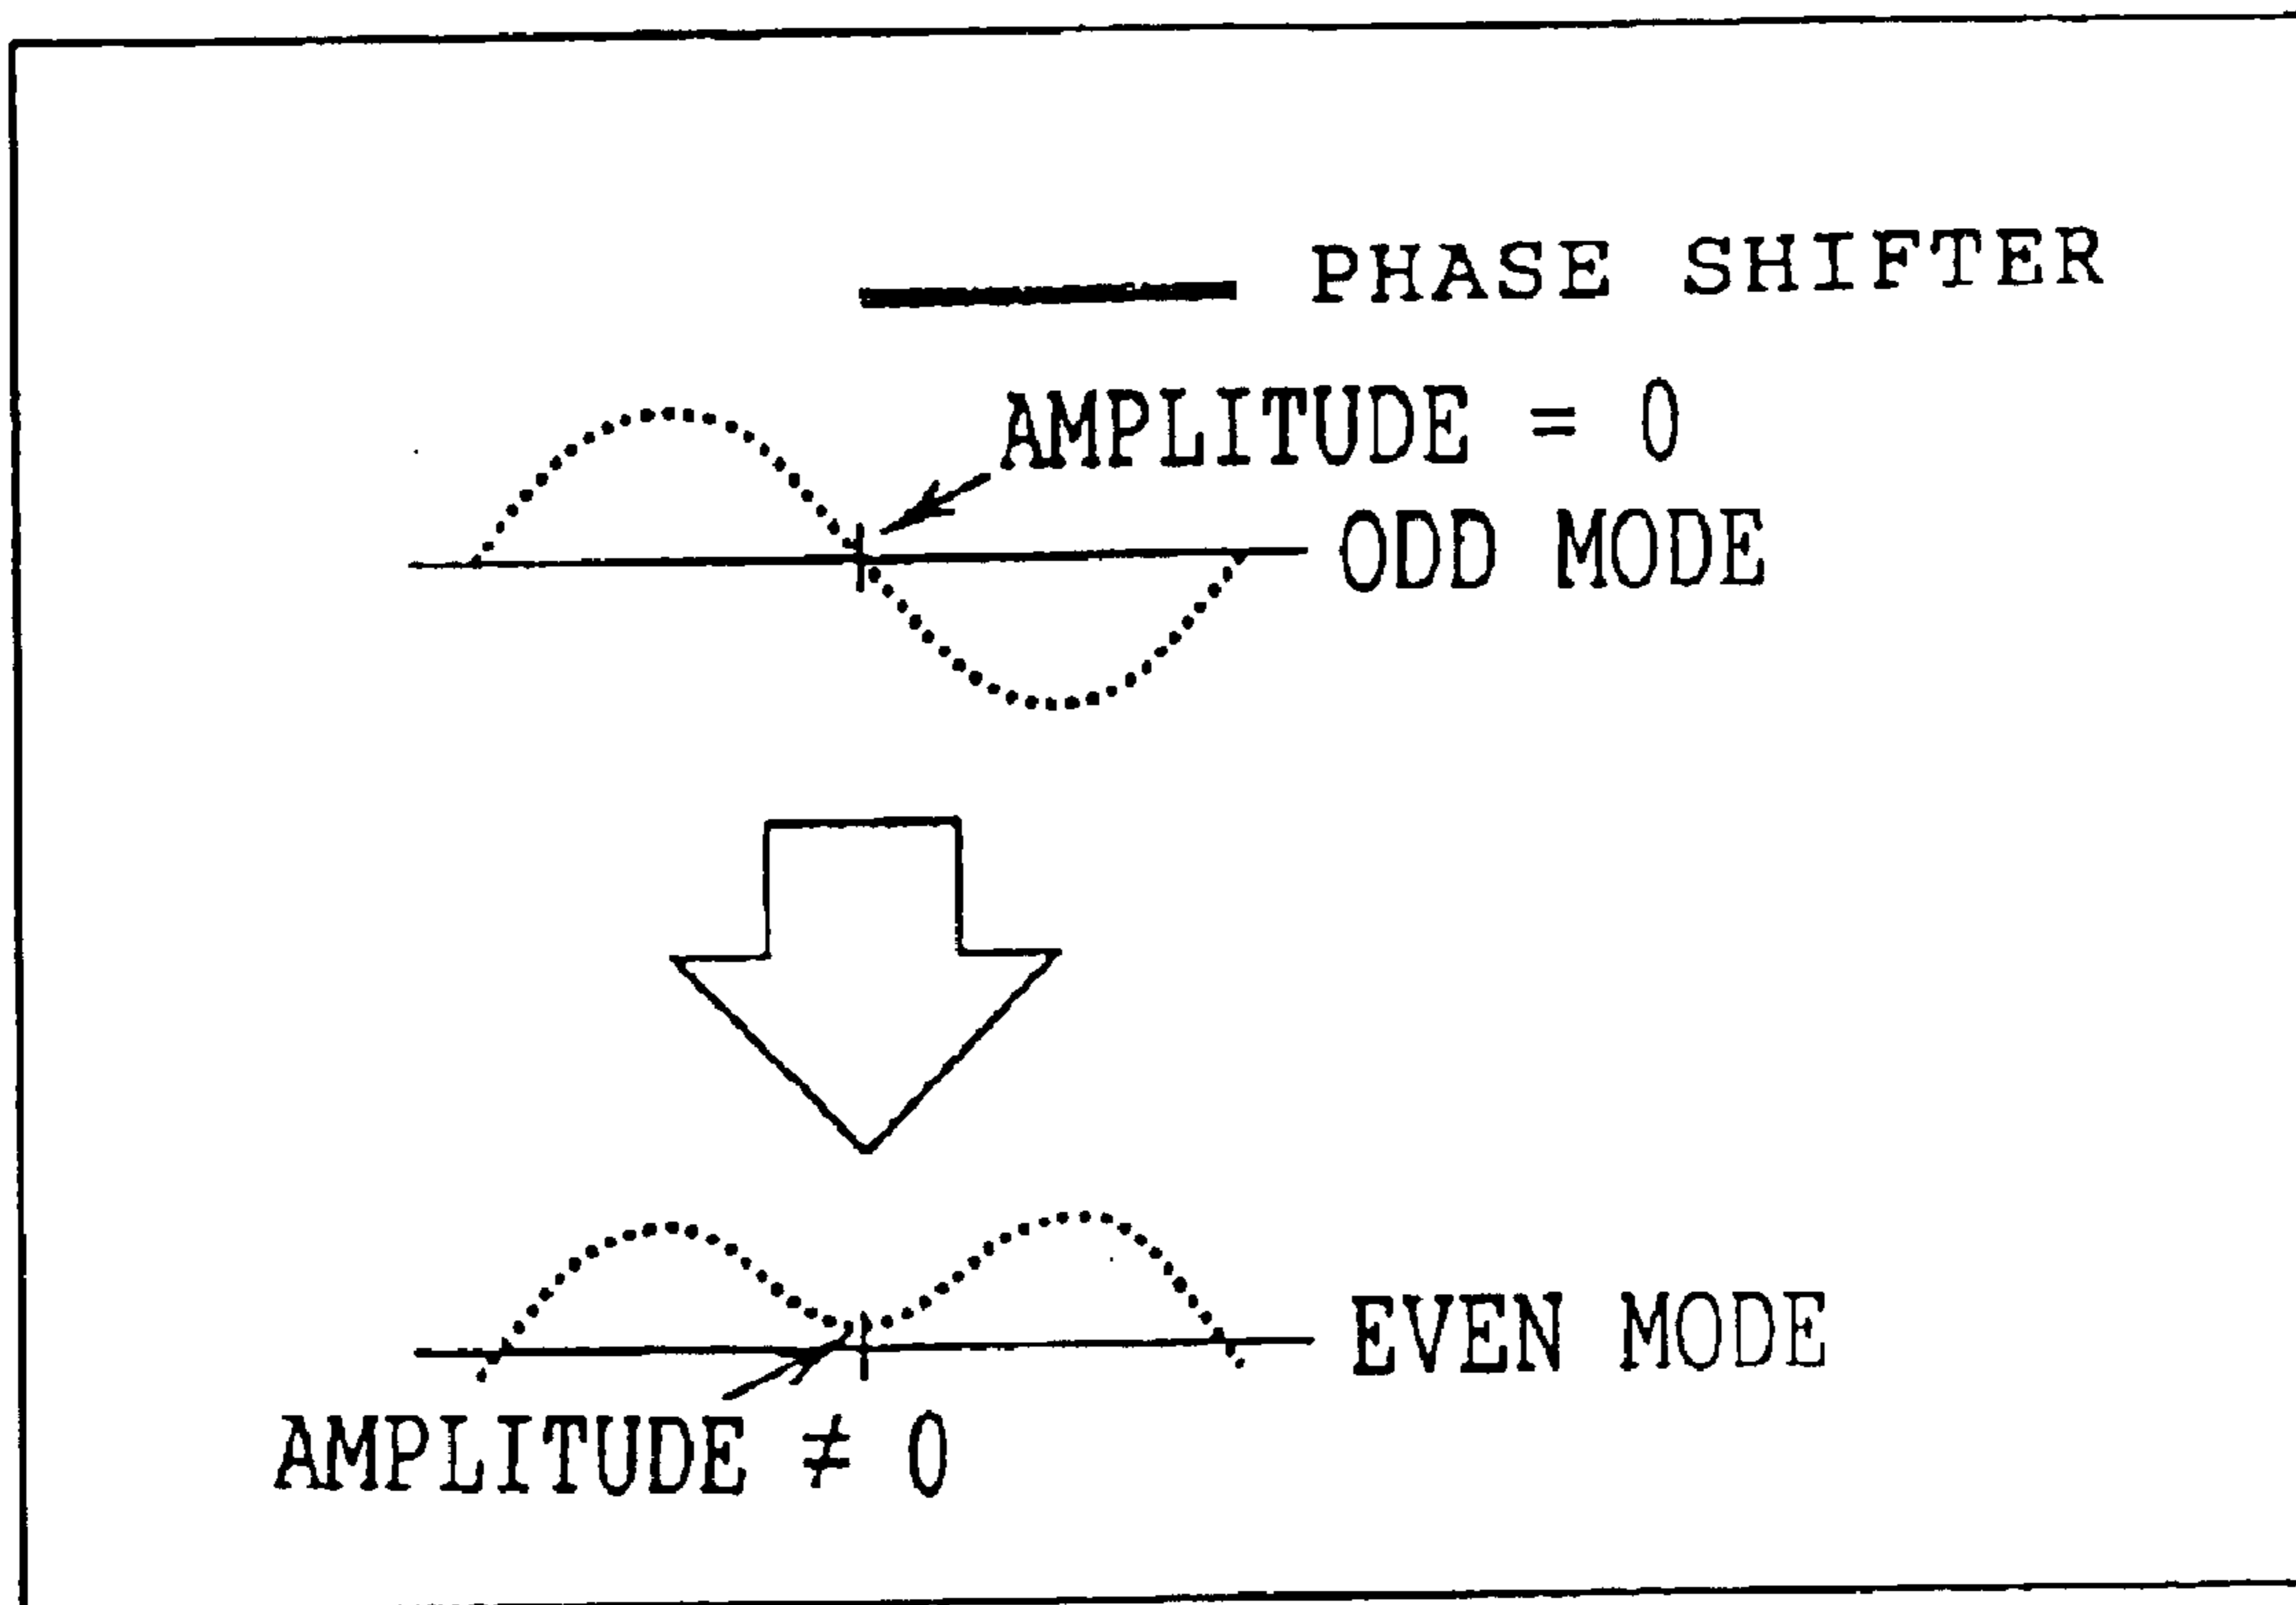 PHASE SHIFTER
AMPLITUDE = 0
ODD MODE
EVEN MODE
AMPLITUDE ≠ 0